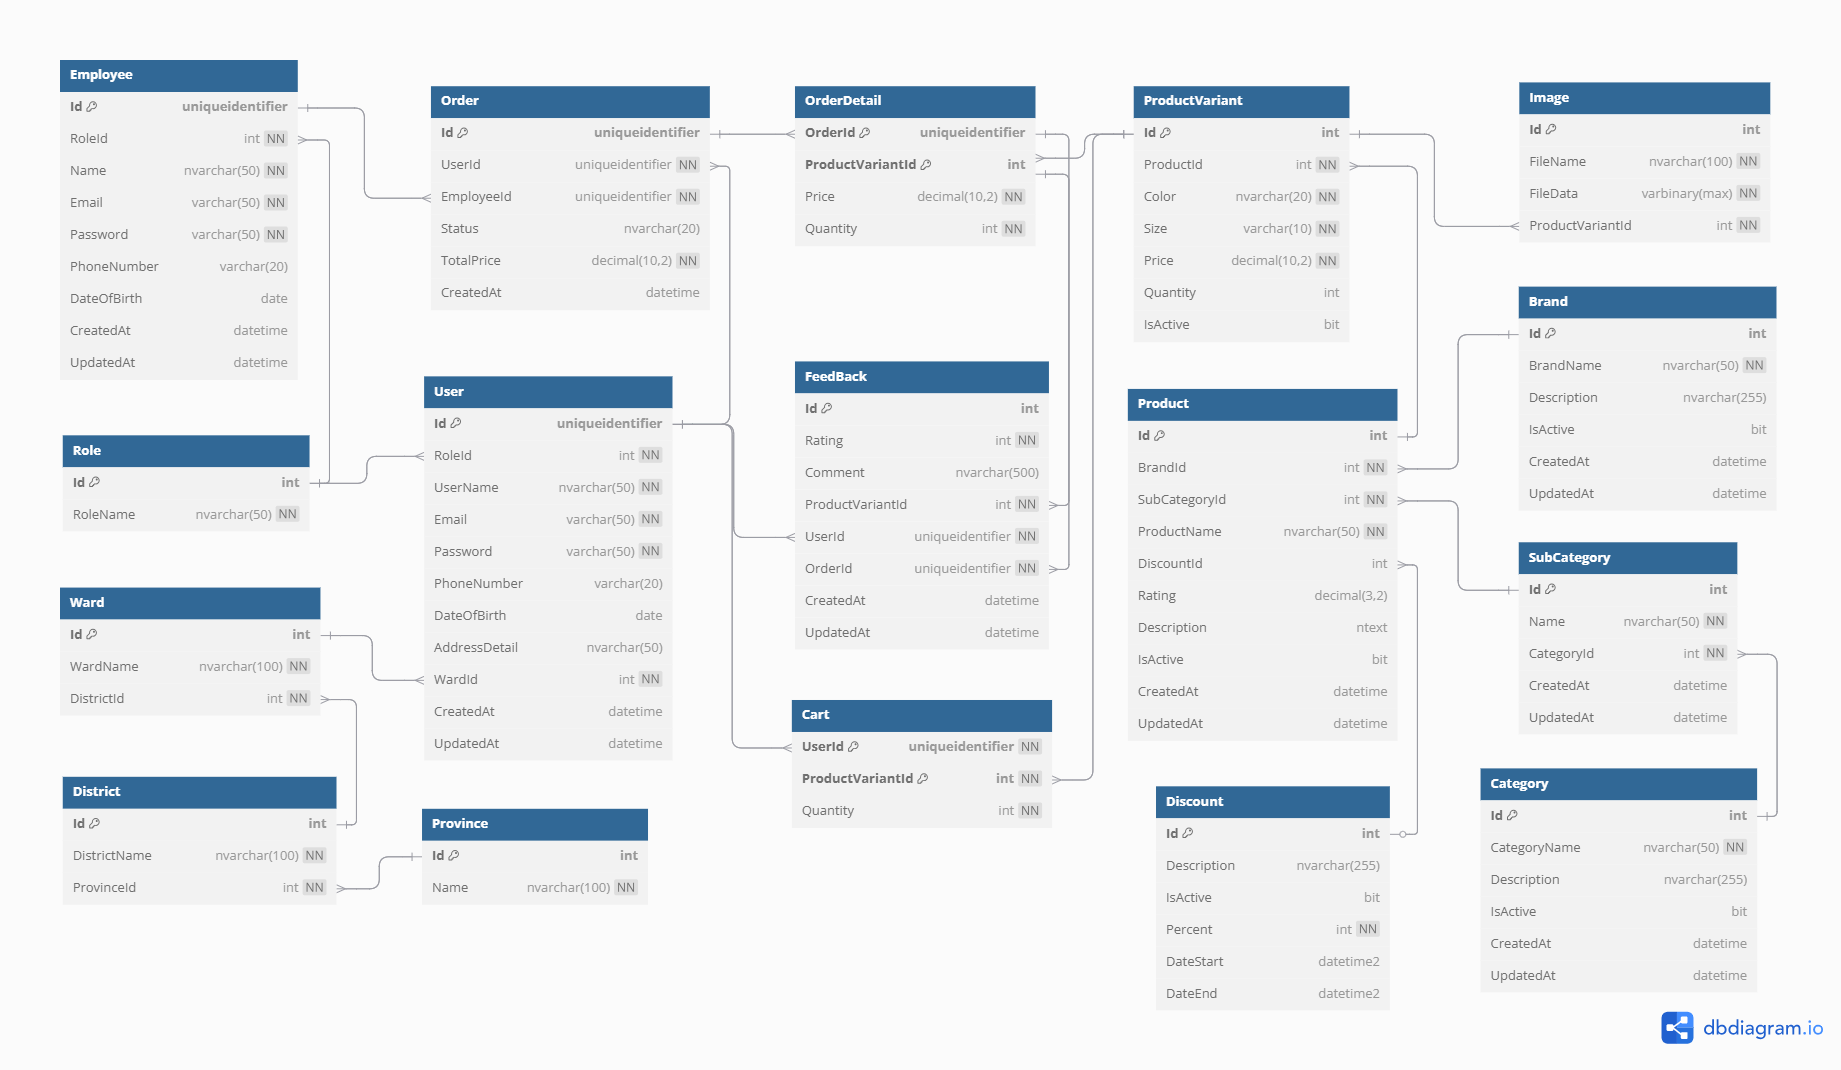 Employee
Id uniqueidentifier
RoleId int NN
Name nvarchar(50) NN
Email varchar(50) NN
Password varchar(50) NN
PhoneNumber varchar(20)
DateOfBirth date
CreatedAt datetime
UpdatedAt datetime
Role
Id int
RoleName nvarchar(50) NN
Ward
Id int
WardName nvarchar(100) NN
DistrictId int NN
District
Id int
DistrictName nvarchar(100) NN
ProvinceId int NN
Order
Id uniqueidentifier
UserId uniqueidentifier NN
EmployeeId uniqueidentifier NN
Status nvarchar(20)
TotalPrice decimal(10,2) NN
CreatedAt datetime
User
Id uniqueidentifier
RoleId int NN
UserName nvarchar(50) NN
Email varchar(50) NN
Password varchar(50) NN
PhoneNumber varchar(20)
DateOfBirth date
AddressDetail nvarchar(50)
WardId int NN
CreatedAt datetime
UpdatedAt datetime
Province
Id int
Name nvarchar(100) NN
OrderDetail
OrderId uniqueidentifier
ProductVariantId int
Price decimal(10,2) NN
Quantity int NN
FeedBack
Id int
Rating int NN
Comment nvarchar(500)
ProductVariantId int NN
UserId uniqueidentifier NN
OrderId uniqueidentifier NN
CreatedAt datetime
UpdatedAt datetime
Cart
UserId uniqueidentifier NN
ProductVariantId int NN
Quantity int NN
ProductVariant
Id int
ProductId int NN
Color nvarchar(20) NN
Size varchar(10) NN
Price decimal(10,2) NN
Quantity int
IsActive bit
Product
Id int
BrandId int NN
SubCategoryId int NN
ProductName nvarchar(50) NN
DiscountId int
Rating decimal(3,2)
Description ntext
IsActive bit
CreatedAt datetime
UpdatedAt datetime
Discount
Id int
Description nvarchar(255)
IsActive bit
Percent int NN
DateStart datetime2
DateEnd datetime2
Image
Id int
FileName nvarchar(100) NN
FileData varbinary(max) NN
ProductVariantId int NN
Brand
Id int
BrandName nvarchar(50) NN
Description nvarchar(255)
IsActive bit
CreatedAt datetime
UpdatedAt datetime
SubCategory
Id int
Name nvarchar(50) NN
CategoryId int NN
CreatedAt datetime
UpdatedAt datetime
Category
Id int
CategoryName nvarchar(50) NN
Description nvarchar(255)
IsActive bit
CreatedAt datetime
UpdatedAt datetime
dbdiagram.io